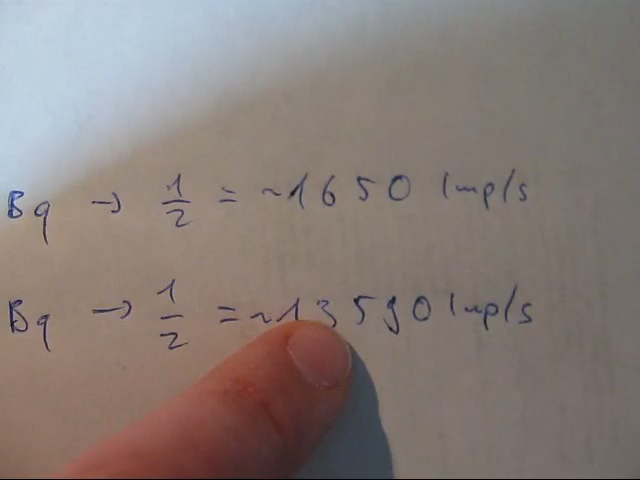 Bq → 1/2 = ~1650 Imp/s
Bq → 1/2 = ~13590 Imp/s